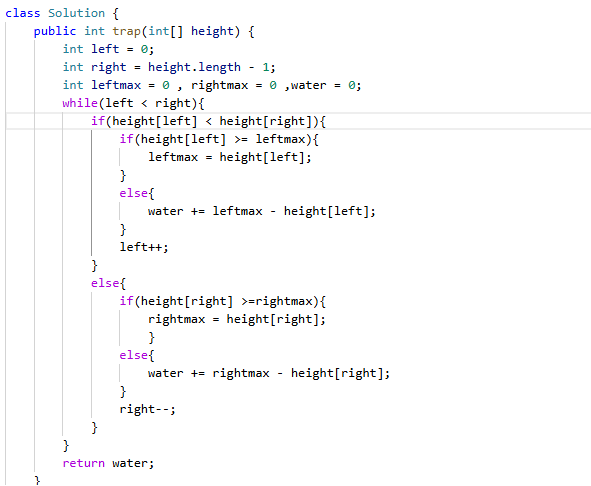 class Solution {
    public int trap(int[] height) {
        int left = 0;
        int right = height.length - 1;
        int leftmax = 0 , rightmax = 0 ,water = 0;
        while(left < right){
            if(height[left] < height[right]){
                if(height[left] >= leftmax){
                    leftmax = height[left];
                }
                else{
                    water += leftmax - height[left];
                }
                left++;
            }
            else{
                if(height[right] >=rightmax){
                    rightmax = height[right];
                    }
                else{
                    water += rightmax - height[right];
                }
                right--;
            }
        }
        return water;
    }